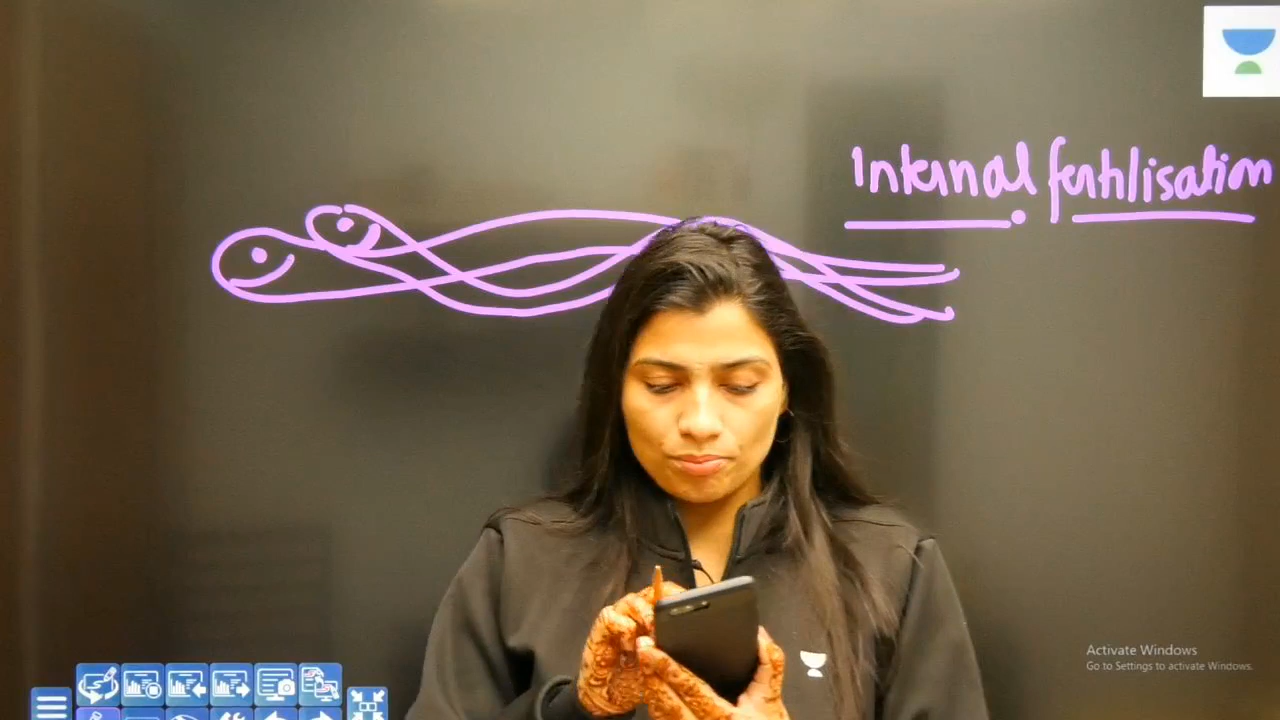 Internal fertilisation
Activate Windows
Go to Settings to activate Windows.